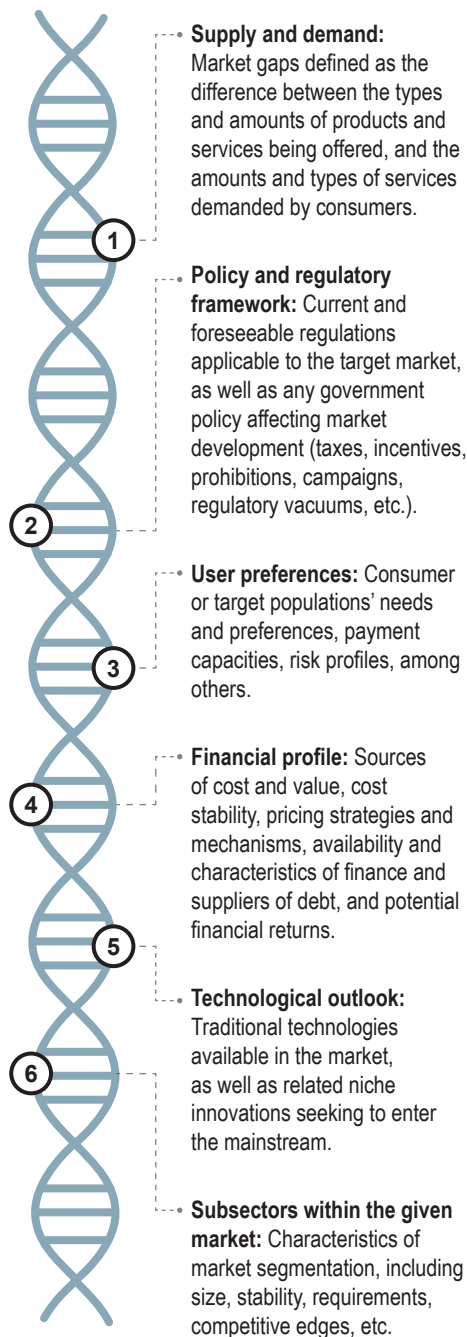 Supply and demand:
Market gaps defined as the
difference between the types
and amounts of products and
services being offered, and the
amounts and types of services
demanded by consumers.
1
Policy and regulatory
framework: Current and
foreseeable regulations
applicable to the target market,
as well as any government
policy affecting market
development (taxes, incentives,
prohibitions, campaigns,
regulatory vacuums, etc.).
2
User preferences: Consumer
or target populations’ needs
and preferences, payment
capacities, risk profiles, among
others.
3
Financial profile: Sources
of cost and value, cost
stability, pricing strategies and
mechanisms, availability and
characteristics of finance and
suppliers of debt, and potential
financial returns.
4
5
Technological outlook:
Traditional technologies
available in the market,
as well as related niche
innovations seeking to enter
the mainstream.
6
Subsectors within the given
market: Characteristics of
market segmentation, including
size, stability, requirements,
competitive edges, etc.